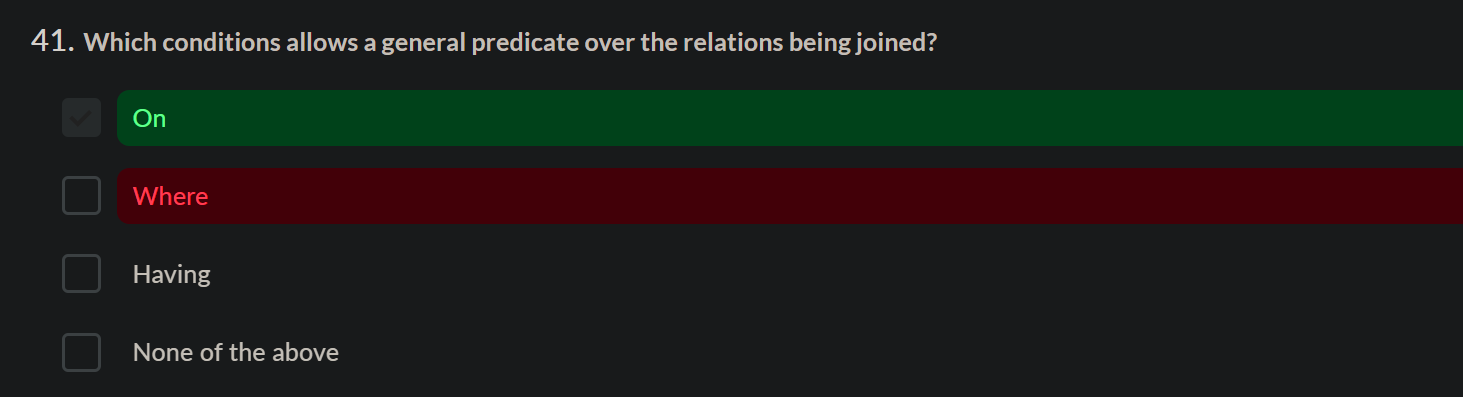 41. Which conditions allows a general predicate over the relations being joined?
On
Where
Having
None of the above